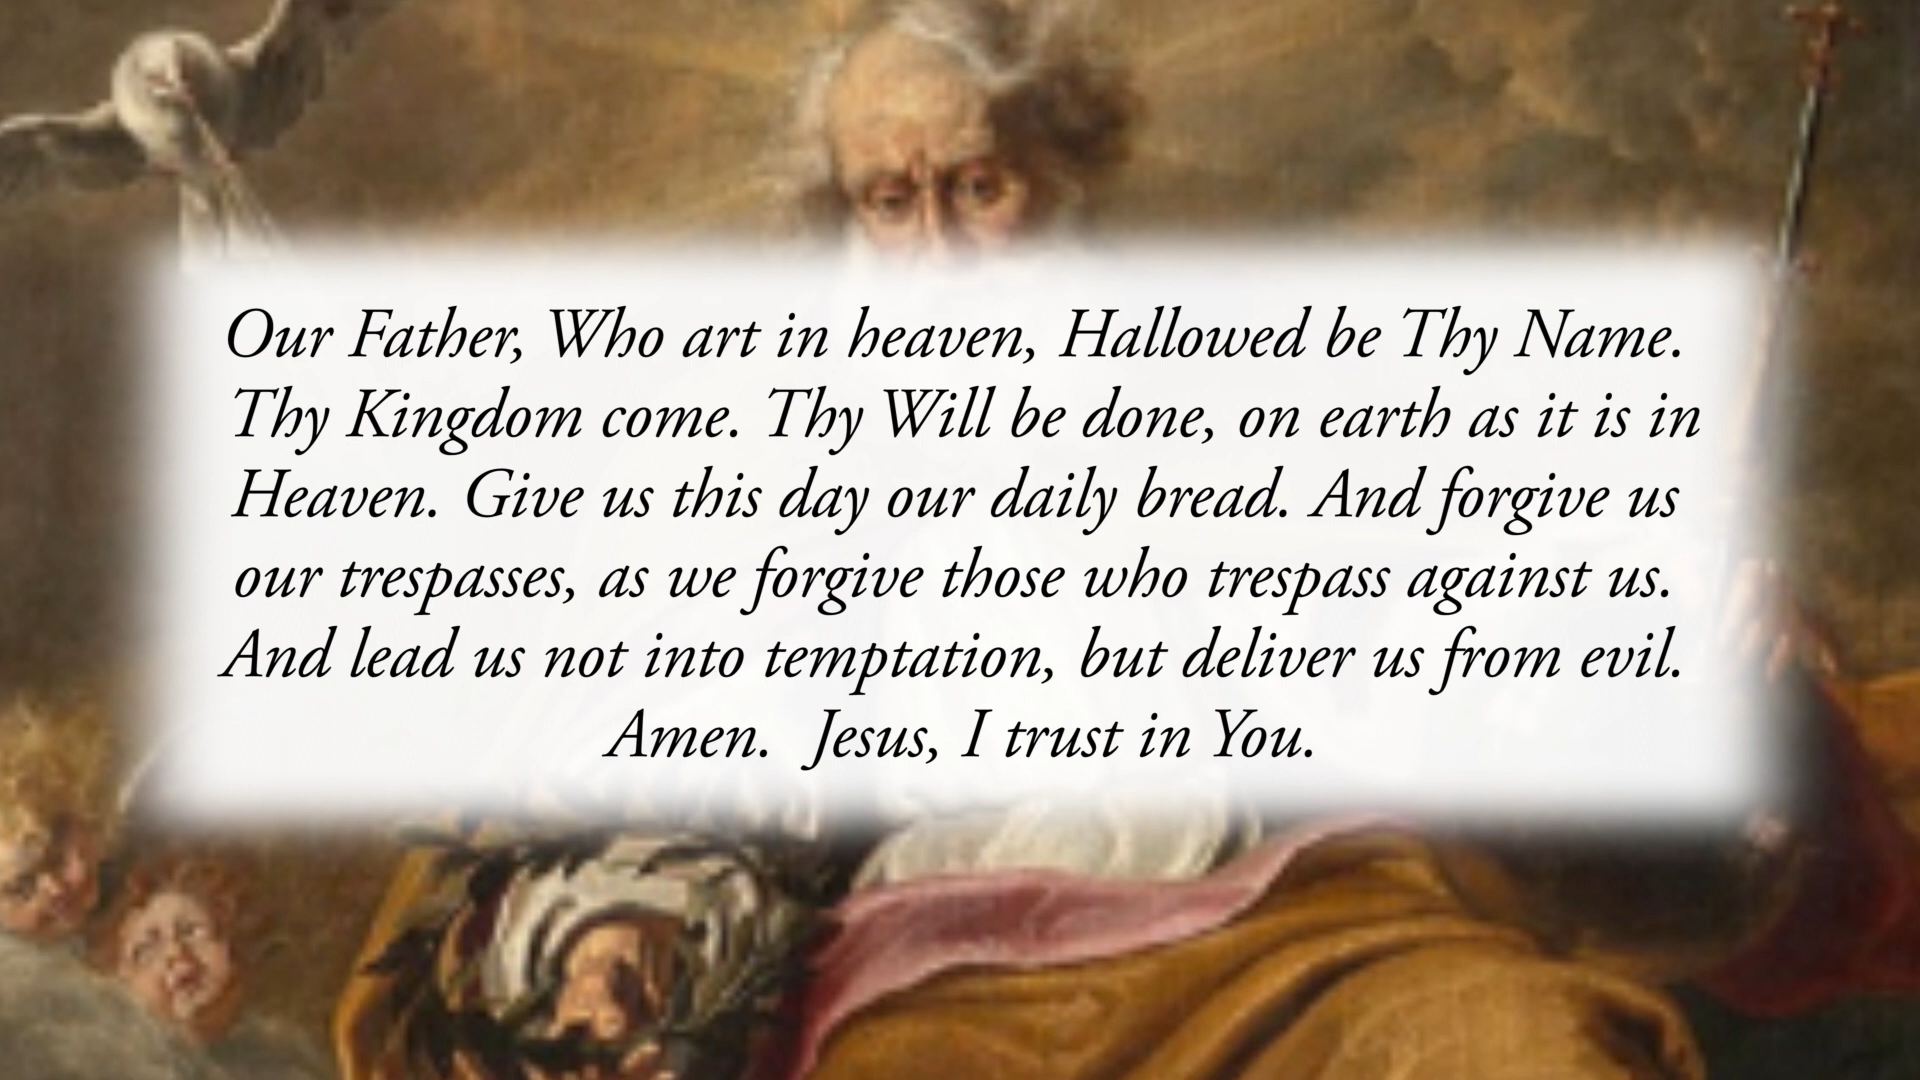 Our Father, Who art in heaven, Hallowed be Thy Name.
Thy Kingdom come. Thy Will be done, on earth as it is in
Heaven. Give us this day our daily bread. And forgive us
our trespasses, as we forgive those who trespass against us.
And lead us not into temptation, but deliver us from evil.
Amen.  Jesus, I trust in You.